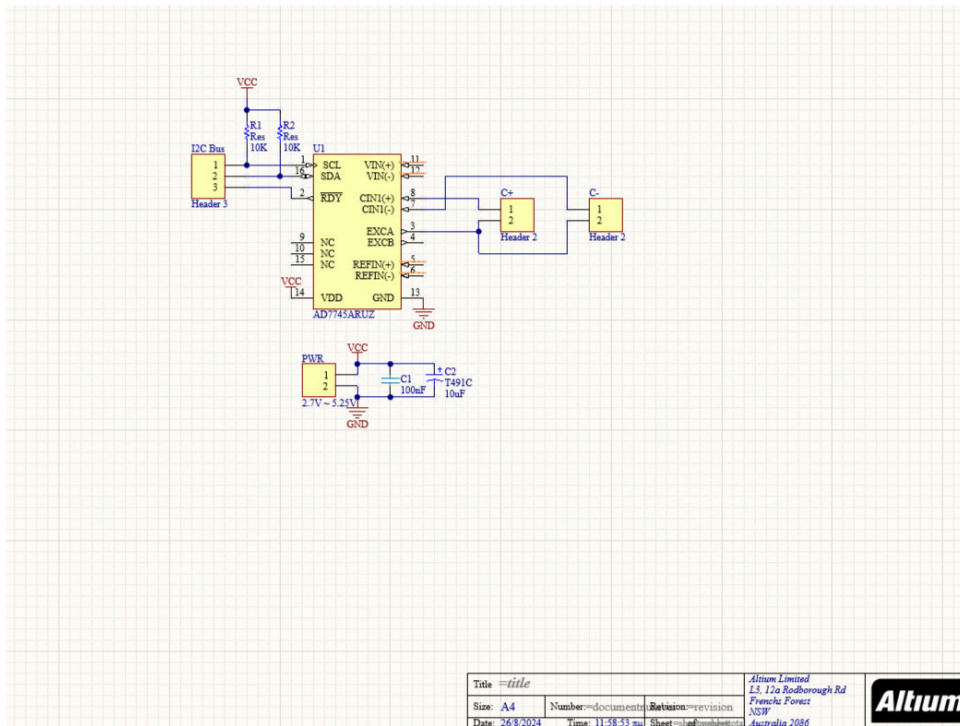 VCC
R1 R2
Res Res
10K 10K
I2C Bus
1
2
3
Header 3
U1
1 SCL
16 SDA
2 RDY
9 NC
10 NC
15 NC
VCC
14 VDD
VIN(+) 11
VIN(-) 12
CIN1(+) 8
CIN1(-) 7
EXCA 3
EXCB 4
REFIN(+) 5
REFIN(-) 6
GND 13
AD7745ARUZ
GND
C+
1
2
Header 2
C-
1
2
Header 2
VCC
PWR
1
2
2.7V ~ 5.25V
C1
100nF
+ C2
T491C
10uF
GND
Title =title
Size: A4 Number:=documentnu Revision:=revision
Date: 26/8/2024 Time: 11:58:53 Sheet of
Altium Limited
L3, 12a Rodborough Rd
Frenchs Forest
NSW
Australia 2086
Altium